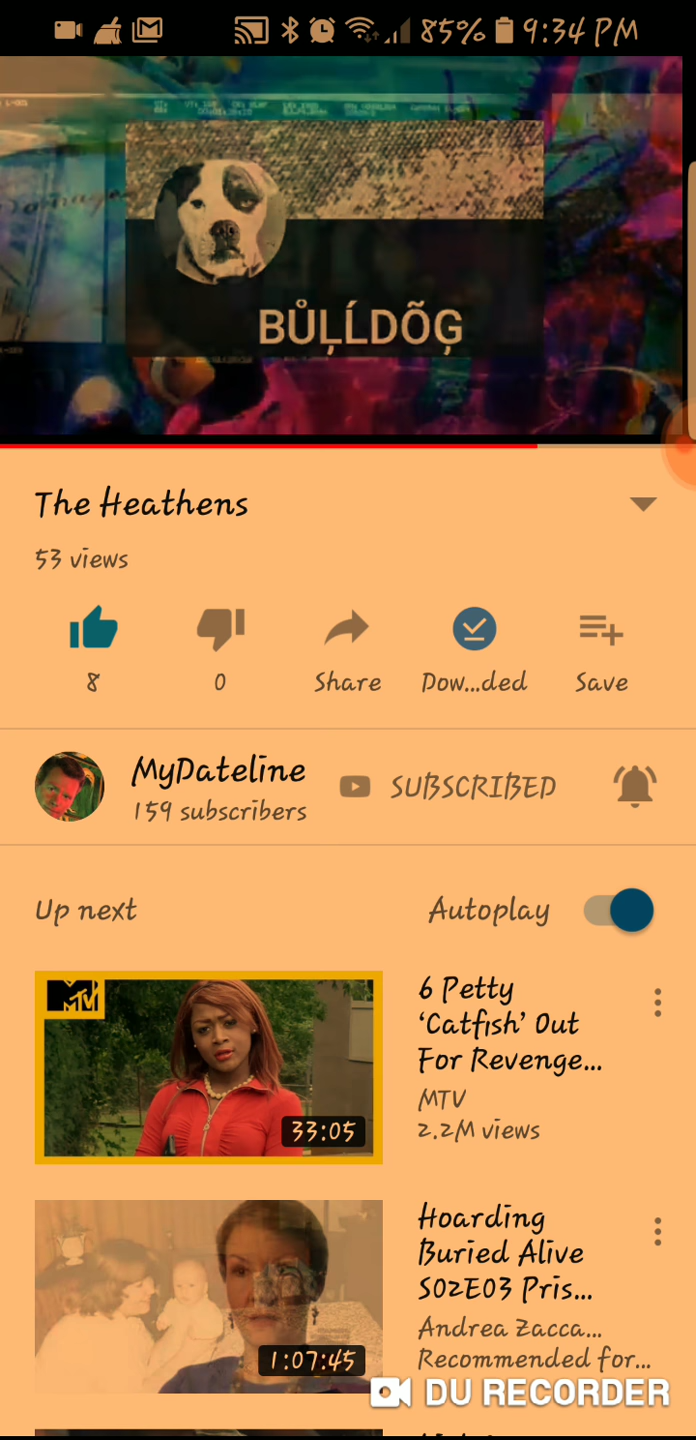 85% 9:34 PM
BŮĻĹDÕĢ
The Heathens
53 views
8
0
Share
Dow...ded
Save
MyDateline
159 subscribers
SUBSCRIBED
Up next
Autoplay
MTV
33:05
6 Petty
‘Catfish’ Out
For Revenge...
MTV
2.2M views
1:07:45
Hoarding
Buried Alive
S02E03 Pris...
Andrea Zacca...
Recommended for...
DU RECORDER